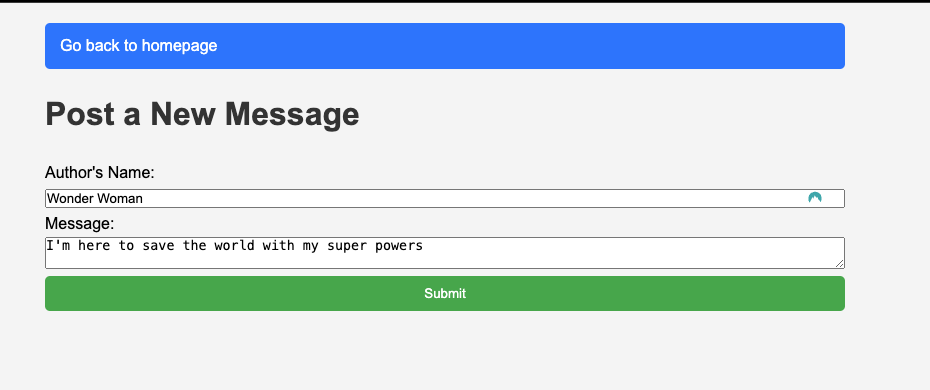 Go back to homepage
Post a New Message
Author's Name:
Wonder Woman
Message:
I'm here to save the world with my super powers
Submit